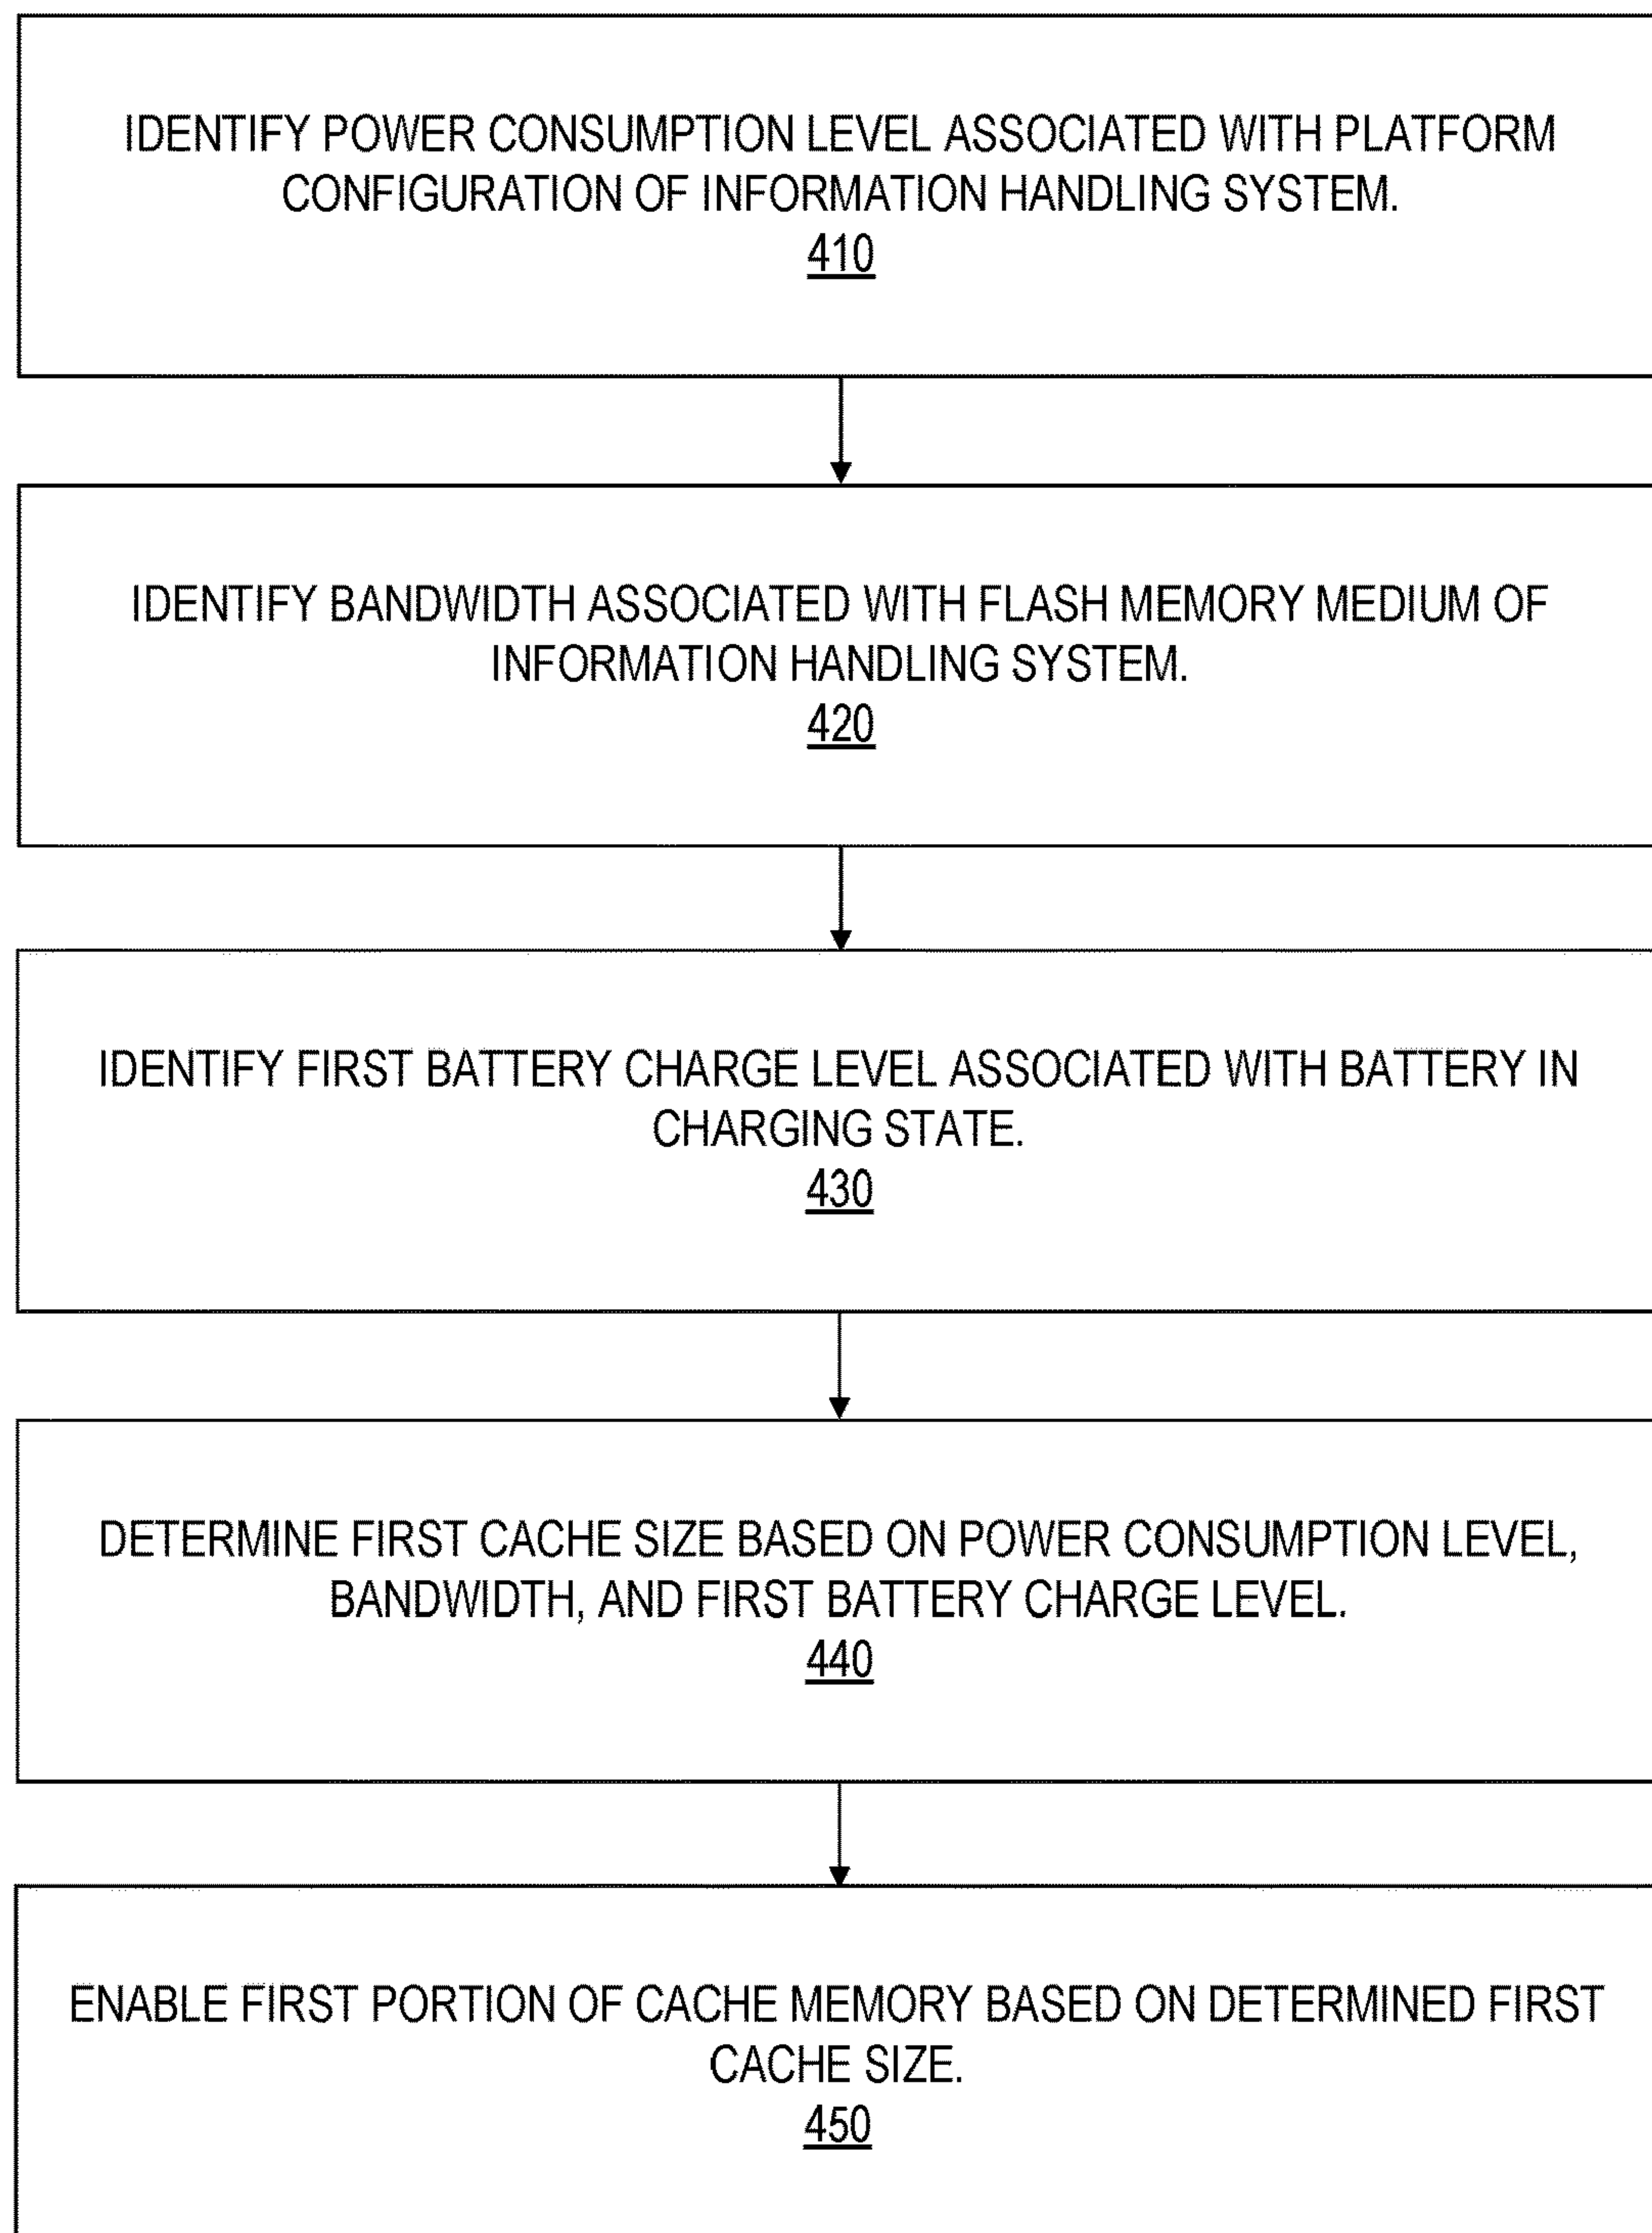 IDENTIFY POWER CONSUMPTION LEVEL ASSOCIATED WITH PLATFORM
CONFIGURATION OF INFORMATION HANDLING SYSTEM.
410
IDENTIFY BANDWIDTH ASSOCIATED WITH FLASH MEMORY MEDIUM OF
INFORMATION HANDLING SYSTEM.
420
IDENTIFY FIRST BATTERY CHARGE LEVEL ASSOCIATED WITH BATTERY IN
CHARGING STATE.
430
DETERMINE FIRST CACHE SIZE BASED ON POWER CONSUMPTION LEVEL,
BANDWIDTH, AND FIRST BATTERY CHARGE LEVEL.
440
ENABLE FIRST PORTION OF CACHE MEMORY BASED ON DETERMINED FIRST
CACHE SIZE.
450